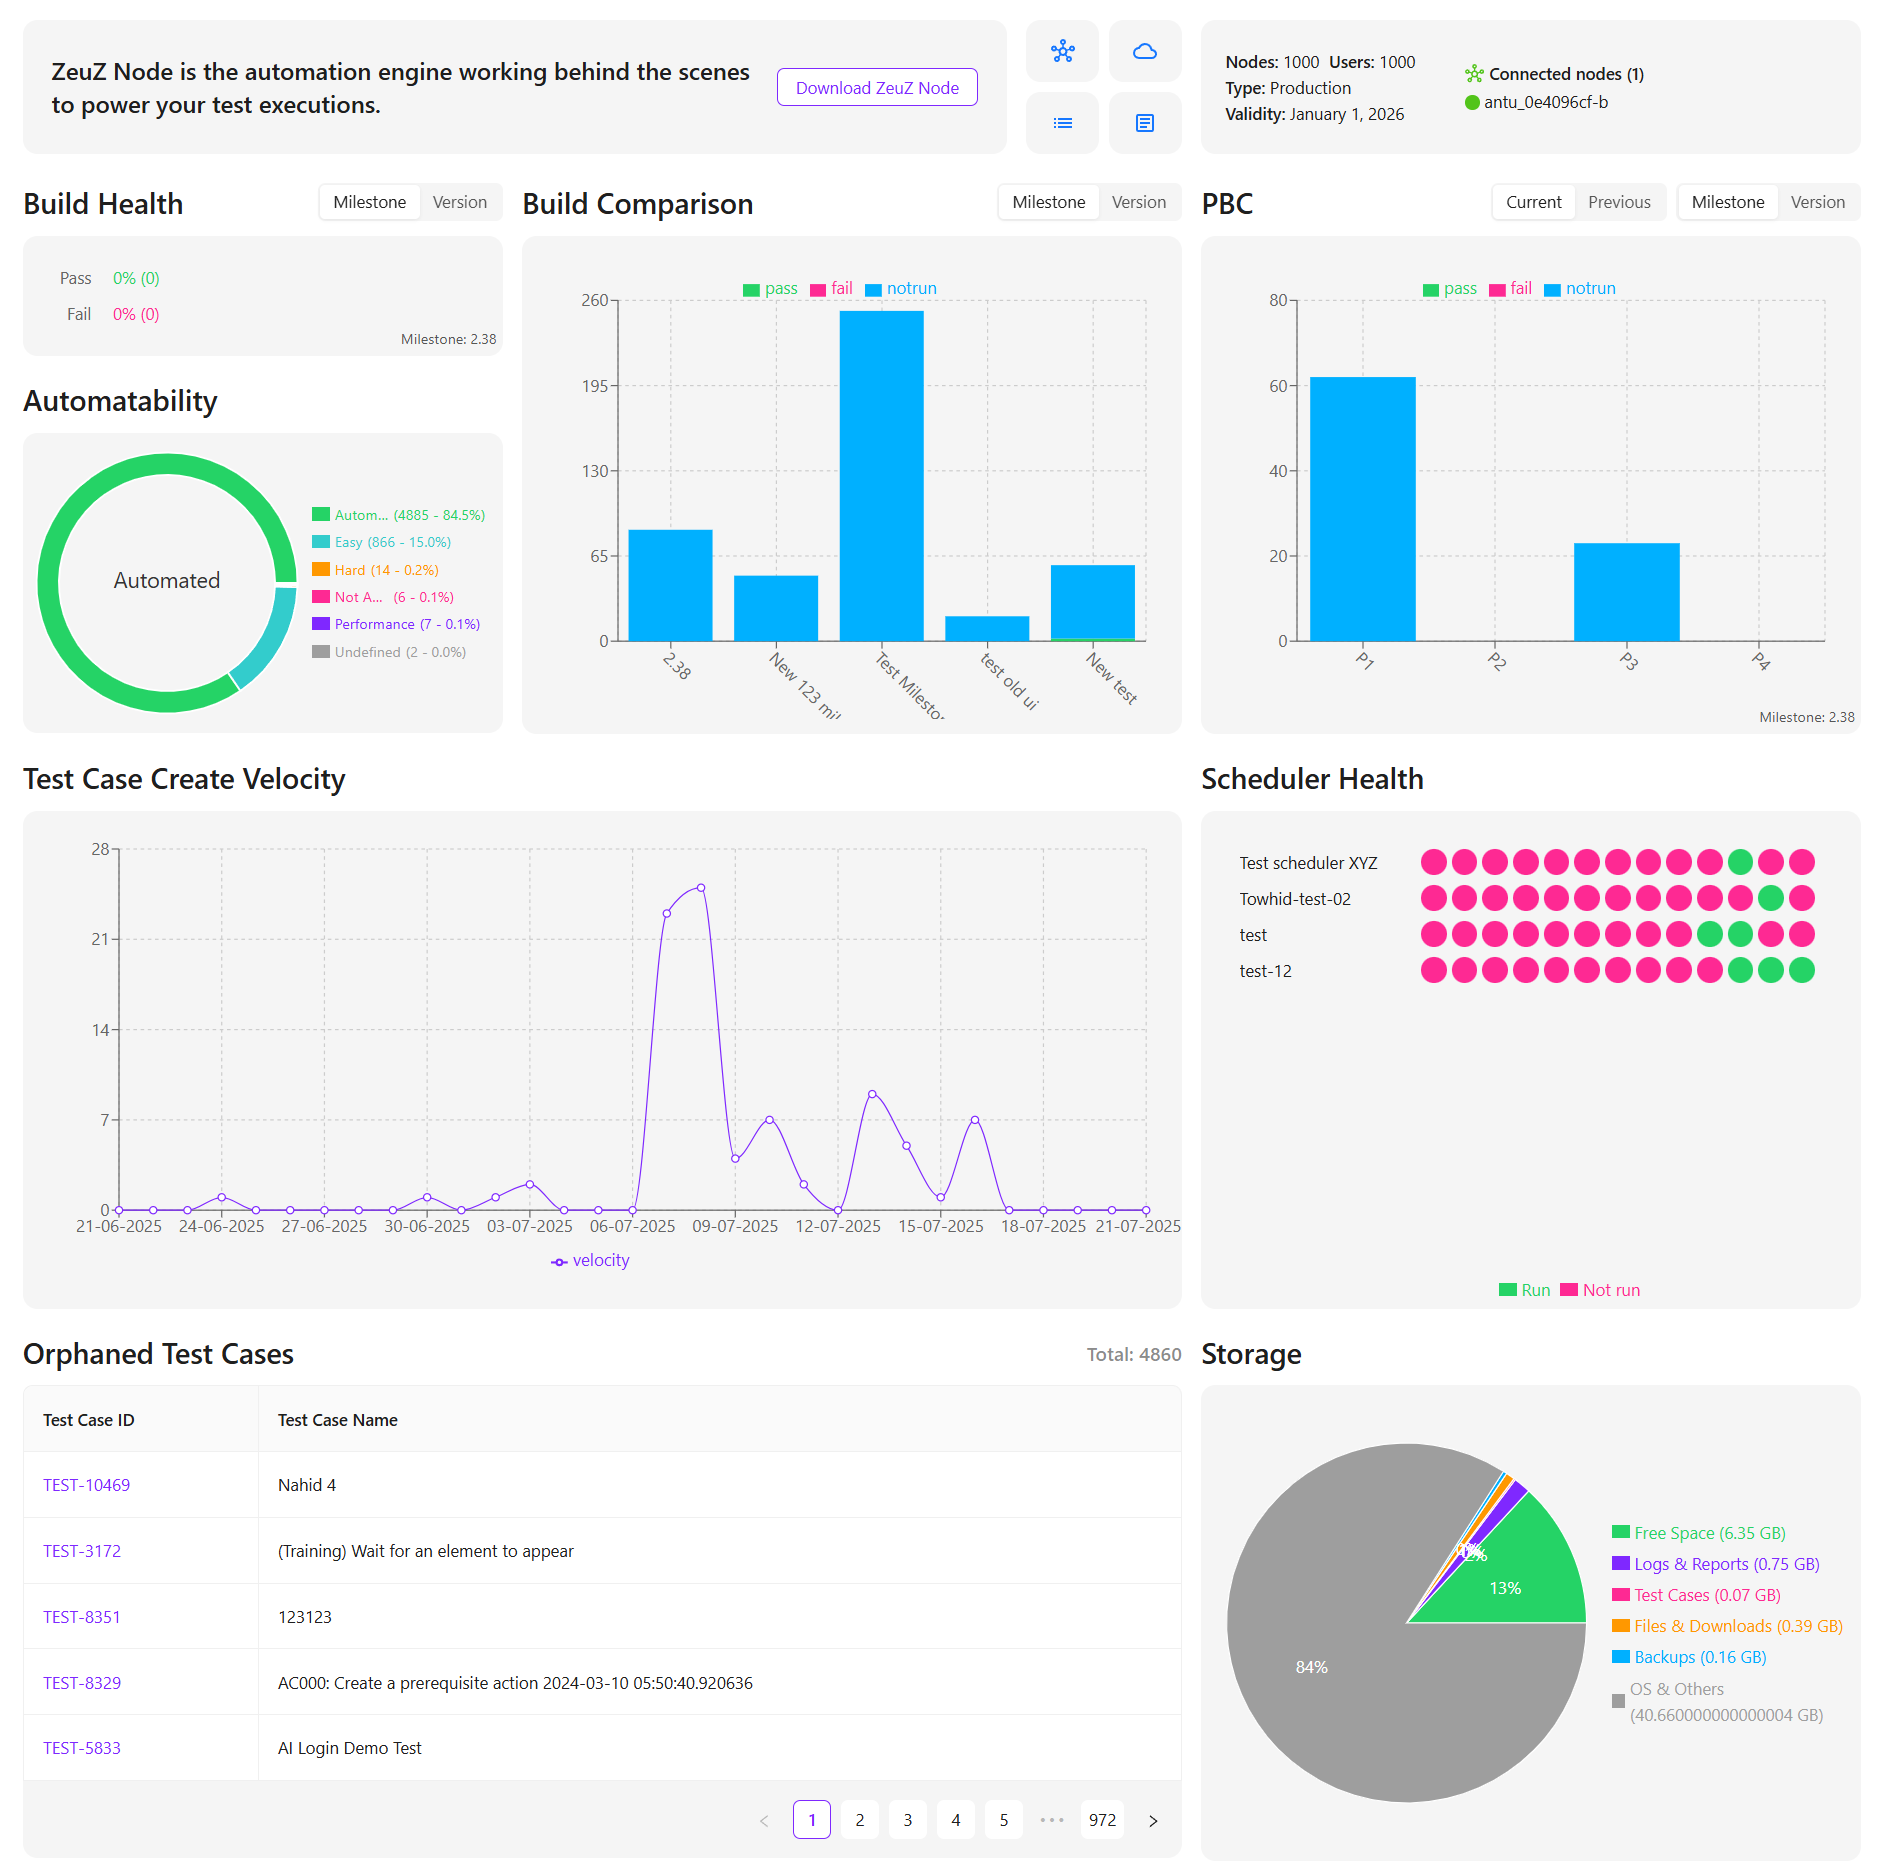 ZeuZ Node is the automation engine working behind the scenes
to power your test executions.
Download ZeuZ Node
Nodes: 1000 Users: 1000
Type: Production
Validity: January 1, 2026
Connected nodes (1)
antu_0e4096cf-b
Build Health
Milestone Version
Pass 0% (0)
Fail 0% (0)
Milestone: 2.38
Automatability
Automated
Autom... (4885 - 84.5%)
Easy (866 - 15.0%)
Hard (14 - 0.2%)
Not A... (6 - 0.1%)
Performance (7 - 0.1%)
Undefined (2 - 0.0%)
Build Comparison
Milestone Version
pass fail notrun
260
195
130
65
0
2.38
New 123
Test
test old ui
New test
PBC
Current Previous
Milestone Version
pass fail notrun
80
60
40
20
0
P1
P2
P3
P4
Milestone: 2.38
Test Case Create Velocity
28
21
14
7
0
21-06-2025 24-06-2025 27-06-2025 30-06-2025 03-07-2025 06-07-2025 09-07-2025 12-07-2025 15-07-2025 18-07-2025 21-07-2025
velocity
Scheduler Health
Test scheduler XYZ
Towhid-test-02
test
test-12
Run Not run
Orphaned Test Cases
Total: 4860
Test Case ID Test Case Name
TEST-10469 Nahid 4
TEST-3172 (Training) Wait for an element to appear
TEST-8351 123123
TEST-8329 AC000: Create a prerequisite action 2024-03-10 05:50:40.920636
TEST-5833 AI Login Demo Test
< 1 2 3 4 5 ••• 972 >
Storage
13%
84%
Free Space (6.35 GB)
Logs & Reports (0.75 GB)
Test Cases (0.07 GB)
Files & Downloads (0.39 GB)
Backups (0.16 GB)
OS & Others
(40.660000000000004 GB)